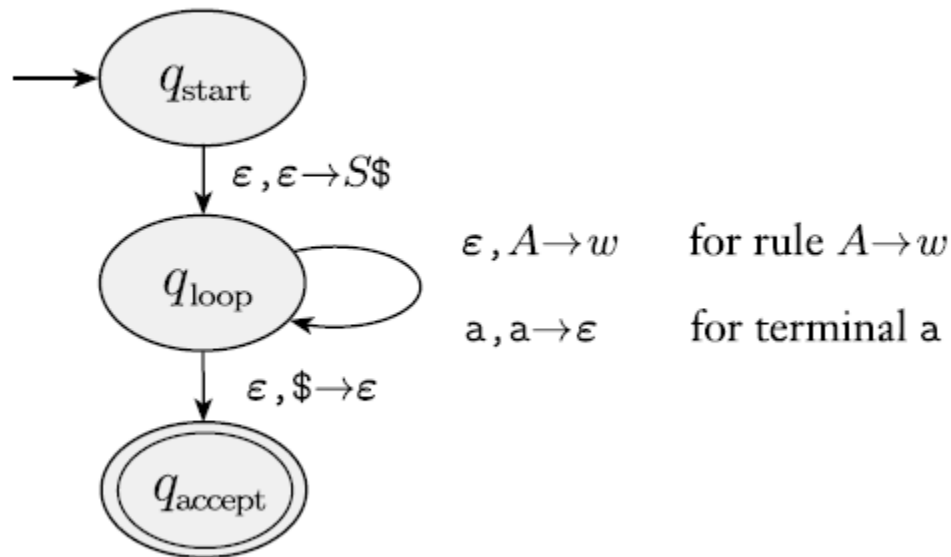 q_start
ε,ε→S$
q_loop
ε,A→w for rule A→w
a,a→ε for terminal a
ε,$→ε
q_accept